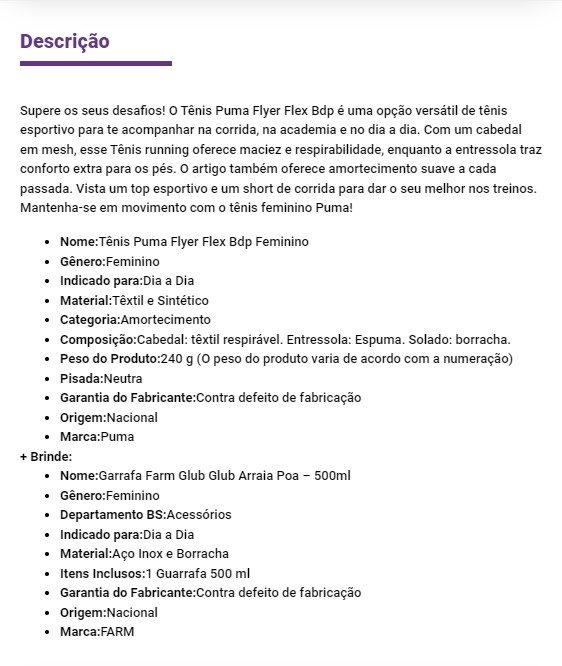 Descrição
Supere os seus desafios! O Tênis Puma Flyer Flex Bdp é uma opção versátil de tênis
esportivo para te acompanhar na corrida, na academia e no dia a dia. Com um cabedal
em mesh, esse Tênis running oferece maciez e respirabilidade, enquanto a entressola traz
conforto extra para os pés. O artigo também oferece amortecimento suave a cada
passada. Vista um top esportivo e um short de corrida para dar o seu melhor nos treinos.
Mantenha-se em movimento com o tênis feminino Puma!
• Nome:Tênis Puma Flyer Flex Bdp Feminino
• Gênero:Feminino
• Indicado para:Dia a Dia
• Material:Têxtil e Sintético
• Categoria:Amortecimento
• Composição:Cabedal: têxtil respirável. Entressola: Espuma. Solado: borracha.
• Peso do Produto:240 g (O peso do produto varia de acordo com a numeração)
• Pisada:Neutra
• Garantia do Fabricante:Contra defeito de fabricação
• Origem:Nacional
• Marca:Puma
+ Brinde:
• Nome:Garrafa Farm Glub Glub Arraia Poa – 500ml
• Gênero:Feminino
• Departamento BS:Acessórios
• Indicado para:Dia a Dia
• Material:Aço Inox e Borracha
• Itens Inclusos:1 Guarrafa 500 ml
• Garantia do Fabricante:Contra defeito de fabricação
• Origem:Nacional
• Marca:FARM